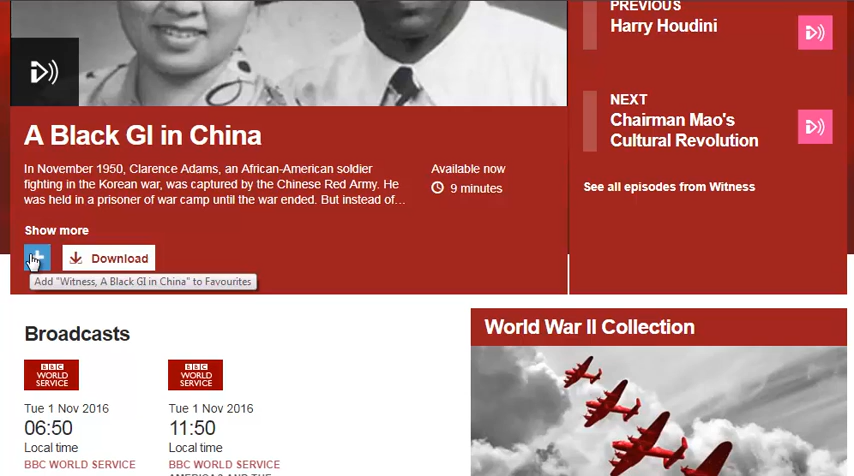 A Black GI in China
In November 1950, Clarence Adams, an African-American soldier
fighting in the Korean war, was captured by the Chinese Red Army. He
was held in a prisoner of war camp until the war ended. But instead of...
Available now
9 minutes
Show more
Download
Add "Witness, A Black GI in China" to Favourites
PREVIOUS
Harry Houdini
NEXT
Chairman Mao's
Cultural Revolution
See all episodes from Witness
Broadcasts
BBC
WORLD
SERVICE
Tue 1 Nov 2016
06:50
Local time
BBC WORLD SERVICE
BBC
WORLD
SERVICE
Tue 1 Nov 2016
11:50
Local time
BBC WORLD SERVICE
AMERICAS AND THE
World War II Collection